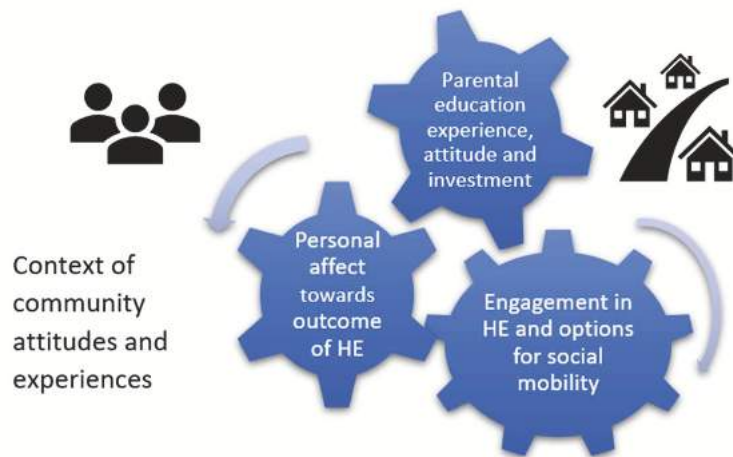 Parental
education
experience,
attitude and
investment
Personal
affect
towards
outcome
of HE
Engagement in
HE and options
for social
mobility
Context of
community
attitudes and
experiences